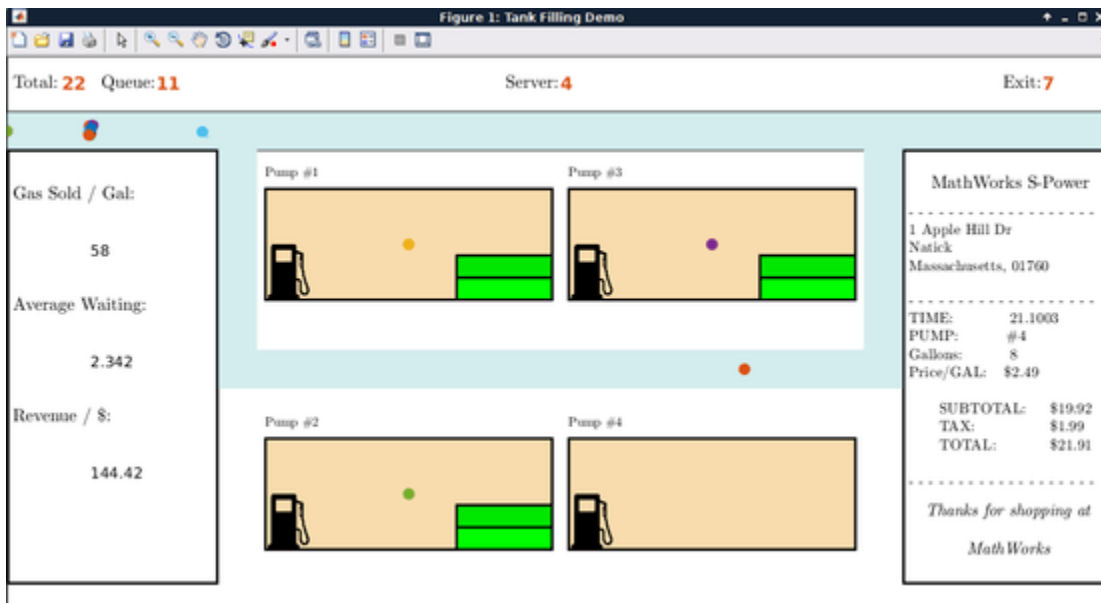 Figure 1: Tank Filling Demo
Total: 22 Queue: 11 Server: 4 Exit: 7
Gas Sold / Gal:
58
Average Waiting:
2.342
Revenue / $:
144.42
Pump #1
Pump #3
Pump #2
Pump #4
MathWorks S-Power
1 Apple Hill Dr
Natick
Massachusetts, 01760
TIME: 21.1003
PUMP: #4
Gallons: 8
Price/GAL: $2.49
SUBTOTAL: $19.92
TAX: $1.99
TOTAL: $21.91
Thanks for shopping at
MathWorks